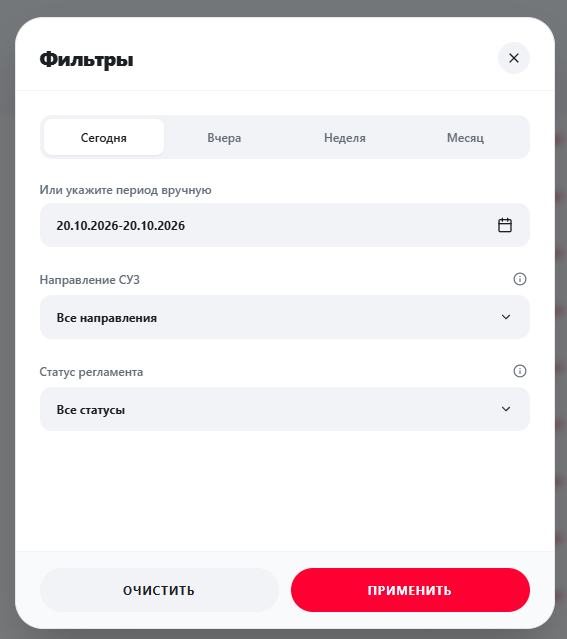 Фильтры
Сегодня Вчера Неделя Месяц
Или укажите период вручную
20.10.2026-20.10.2026
Направление СУЗ
Все направления
Статус регламента
Все статусы
ОЧИСТИТЬ ПРИМЕНИТЬ